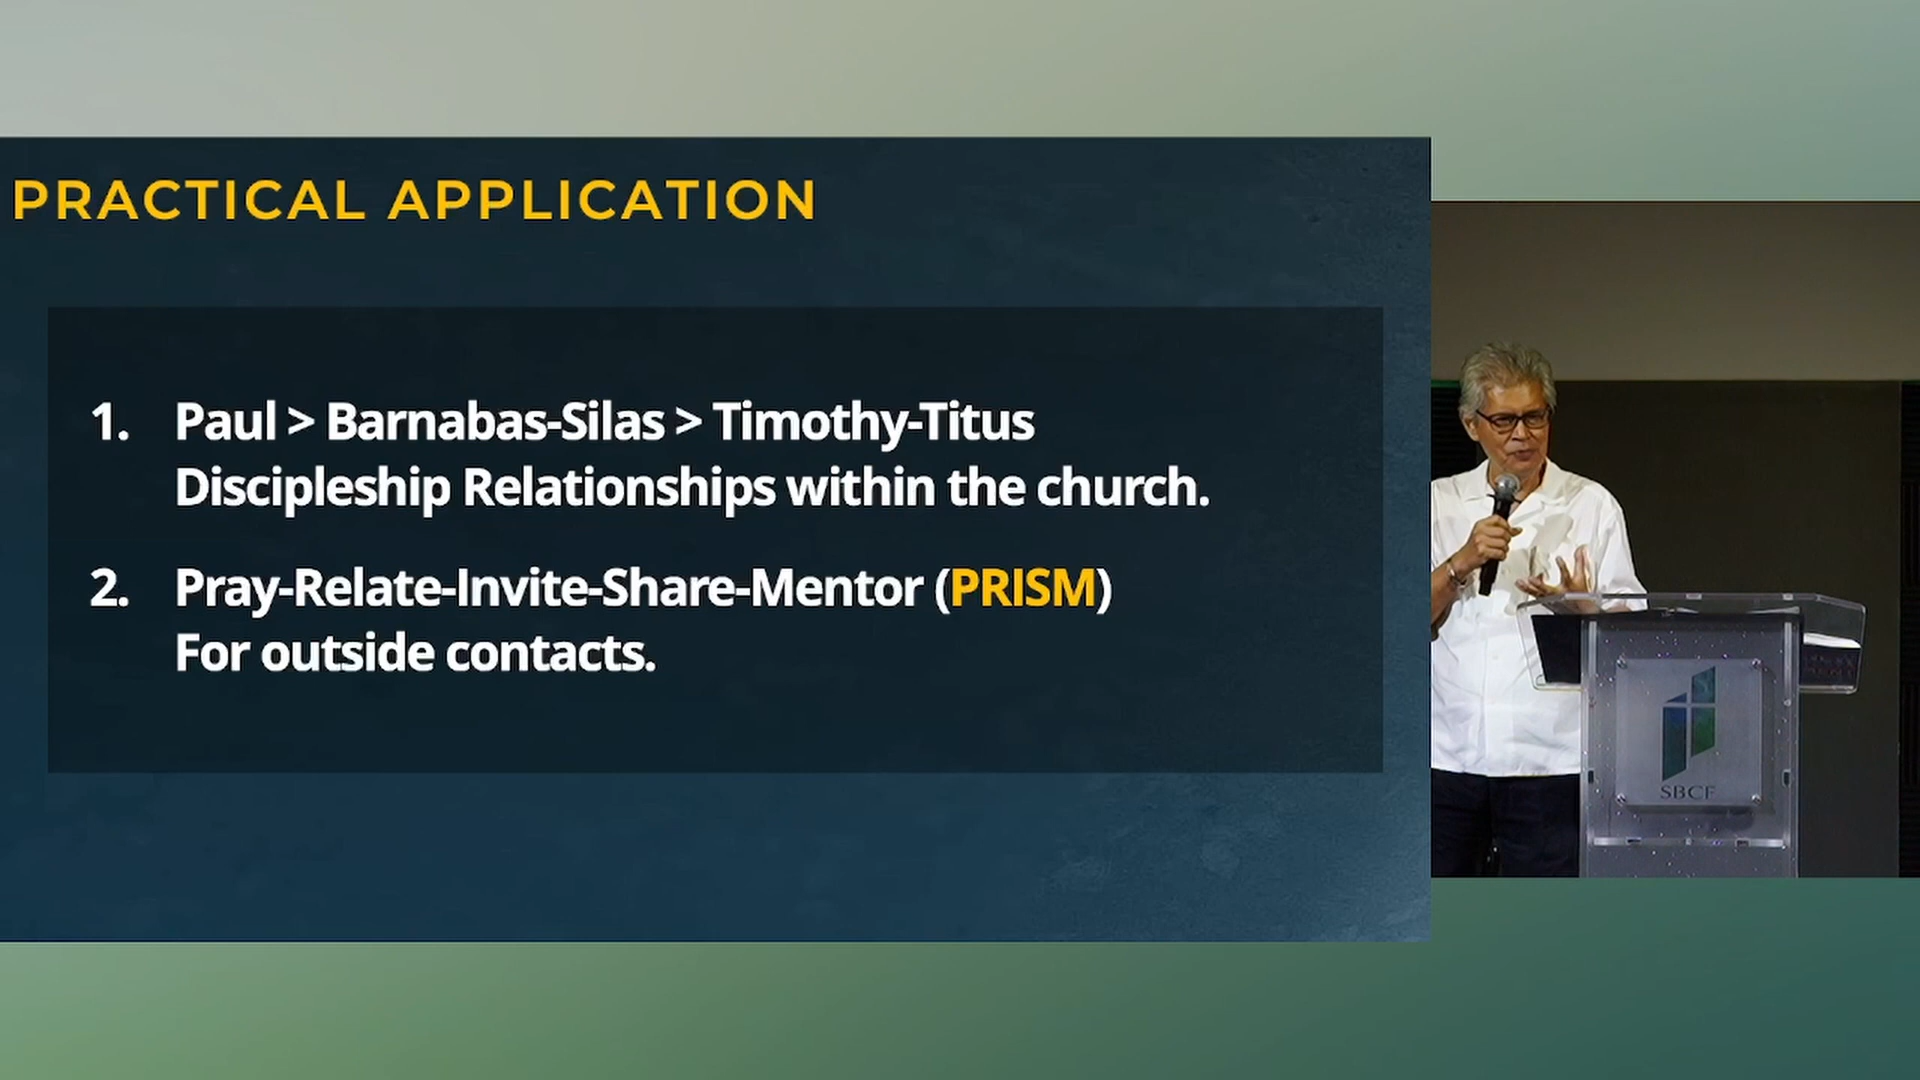 PRACTICAL APPLICATION
1. Paul > Barnabas-Silas > Timothy-Titus
Discipleship Relationships within the church.
2. Pray-Relate-Invite-Share-Mentor (PRISM)
For outside contacts.
SBCF